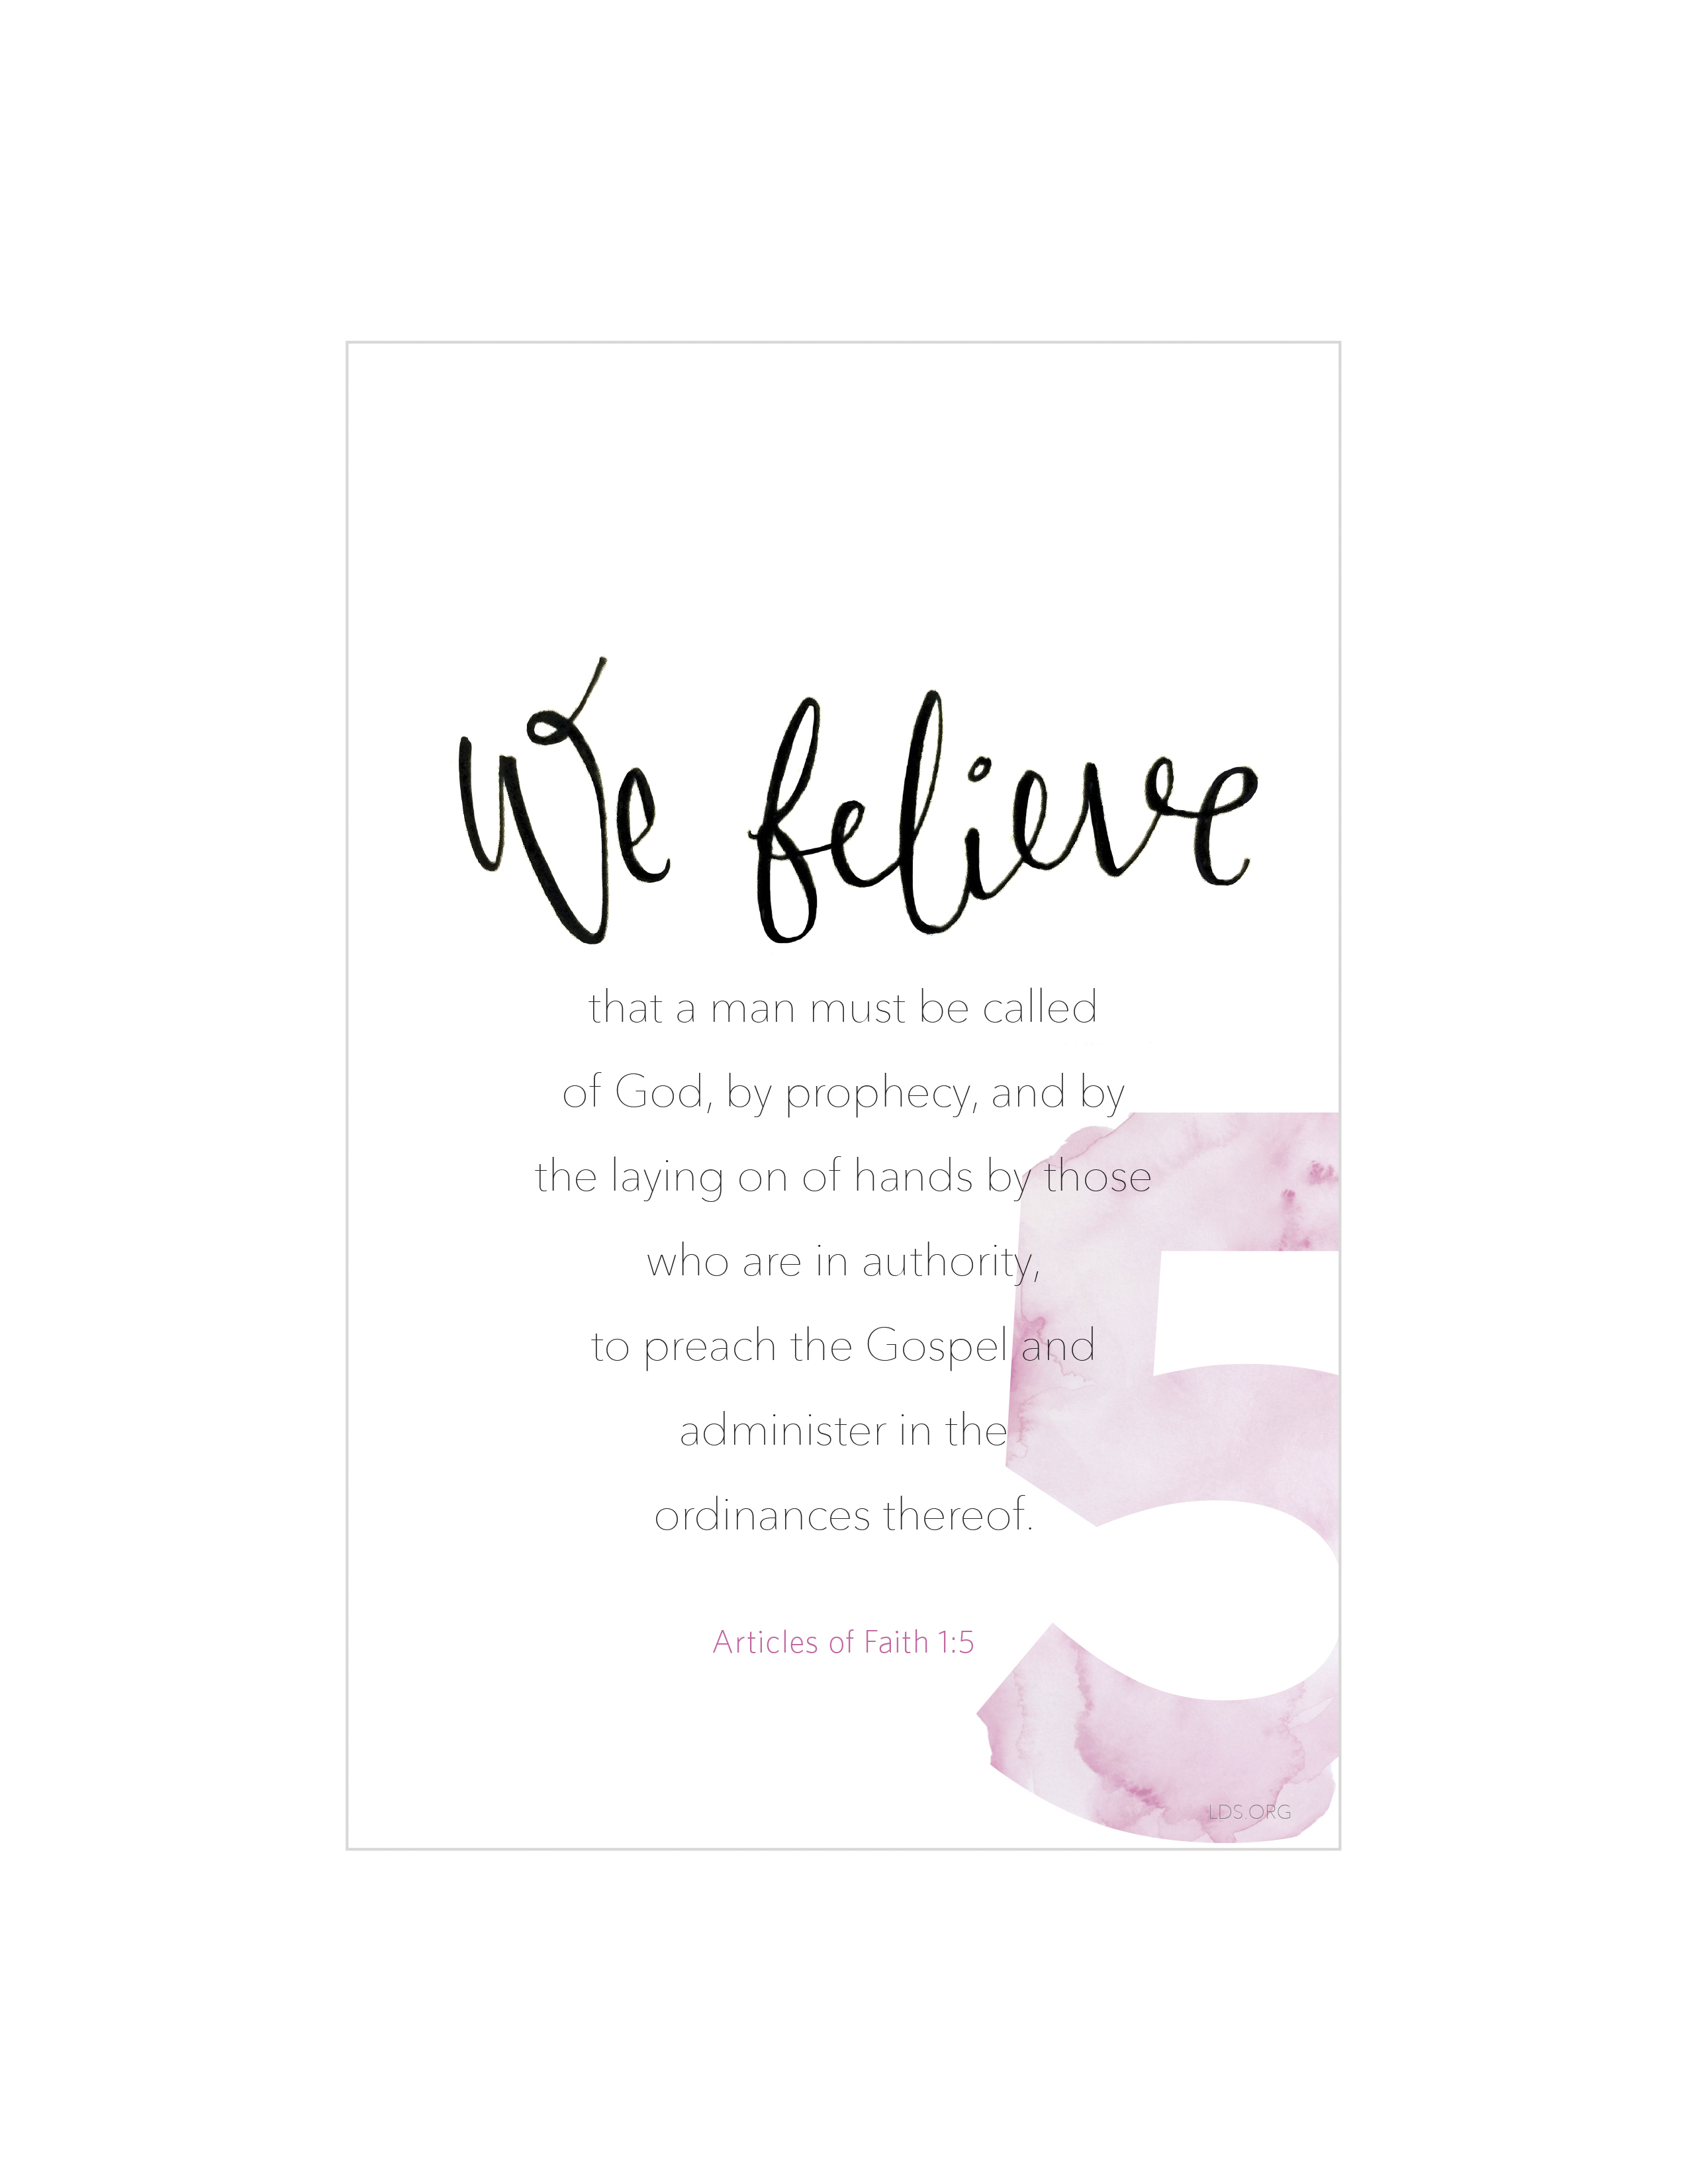 We believe
that a man must be called
of God, by prophecy, and by
the laying on of hands by those
who are in authority,
to preach the Gospel and
administer in the
ordinances thereof.
Articles of Faith 1:5
5
LDS.ORG